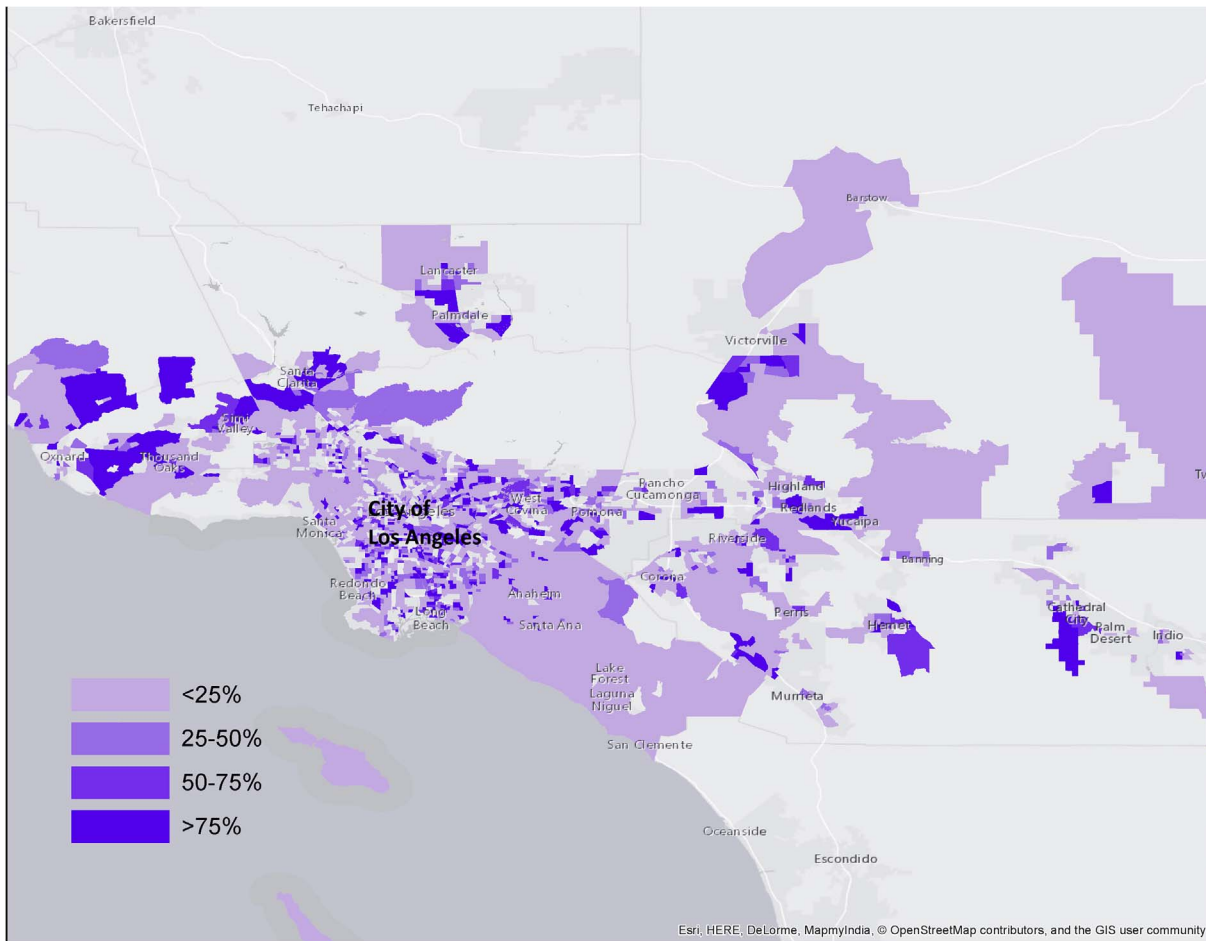 Bakersfield
Tehachapi
Barstow
Lancaster
Palmdale
Victorville
Santa
Clarita
Simi
Valley
Oxnard
Thousand
Oaks
Rancho
Cucamonga
Highland
Redlands
Yucaipa
West
Covina
Pomona
City of
Los Angeles
Santa
Monica
Riverside
Banning
Corona
Redondo
Beach
Anaheim
Long
Beach
Santa Ana
Perris
Hemet
Cathedral
City
Palm
Desert
Indio
Lake
Forest
Laguna
Niguel
Murrieta
San Clemente
<25%
25-50%
50-75%
>75%
Oceanside
Escondido
Esri, HERE, DeLorme, MapmyIndia, © OpenStreetMap contributors, and the GIS user community